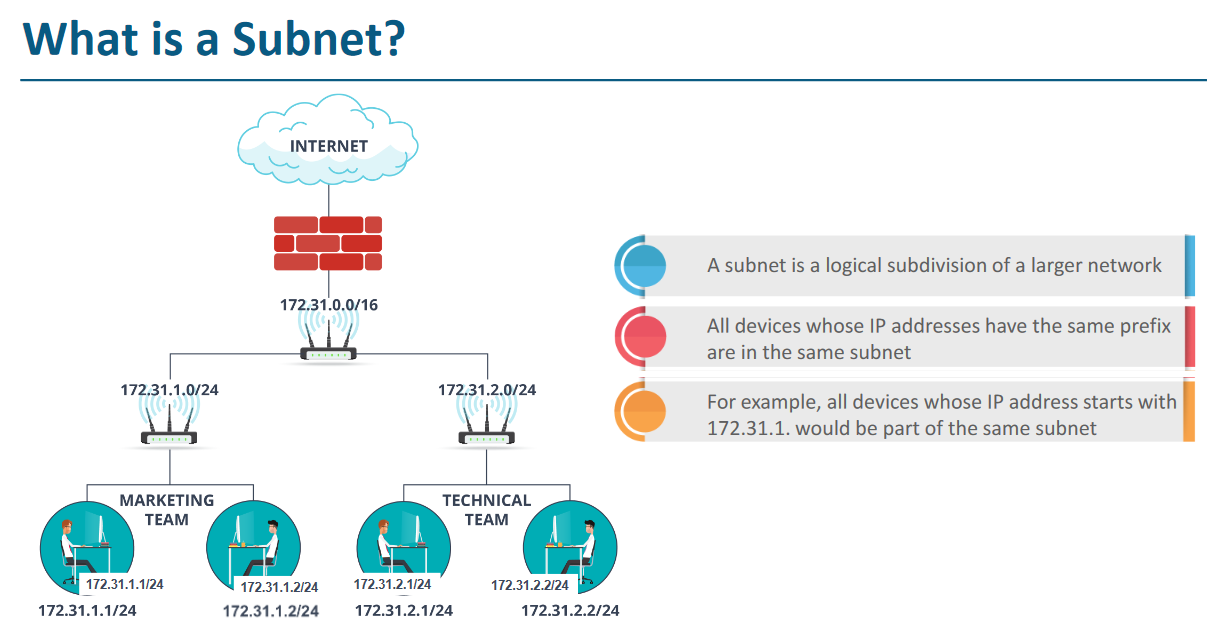 What is a Subnet?
INTERNET
172.31.0.0/16
172.31.1.0/24
172.31.2.0/24
MARKETING
TEAM
TECHNICAL
TEAM
172.31.1.1/24
172.31.1.2/24
172.31.2.1/24
172.31.2.2/24
172.31.1.1/24
172.31.1.2/24
172.31.2.1/24
172.31.2.2/24
A subnet is a logical subdivision of a larger network
All devices whose IP addresses have the same prefix
are in the same subnet
For example, all devices whose IP address starts with
172.31.1. would be part of the same subnet